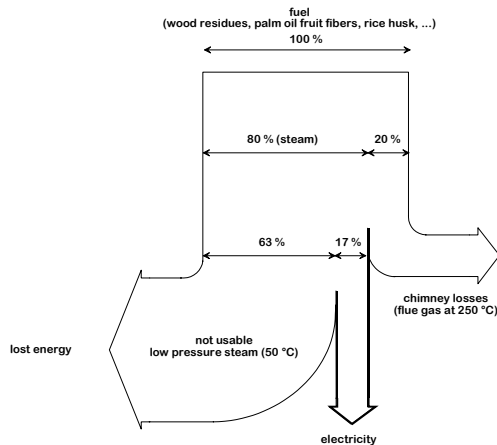 fuel
(wood residues, palm oil fruit fibers, rice husk, ...)
100 %
80 % (steam)
20 %
63 %
17 %
chimney losses
(flue gas at 250 °C)
not usable
low pressure steam (50 °C)
lost energy
electricity